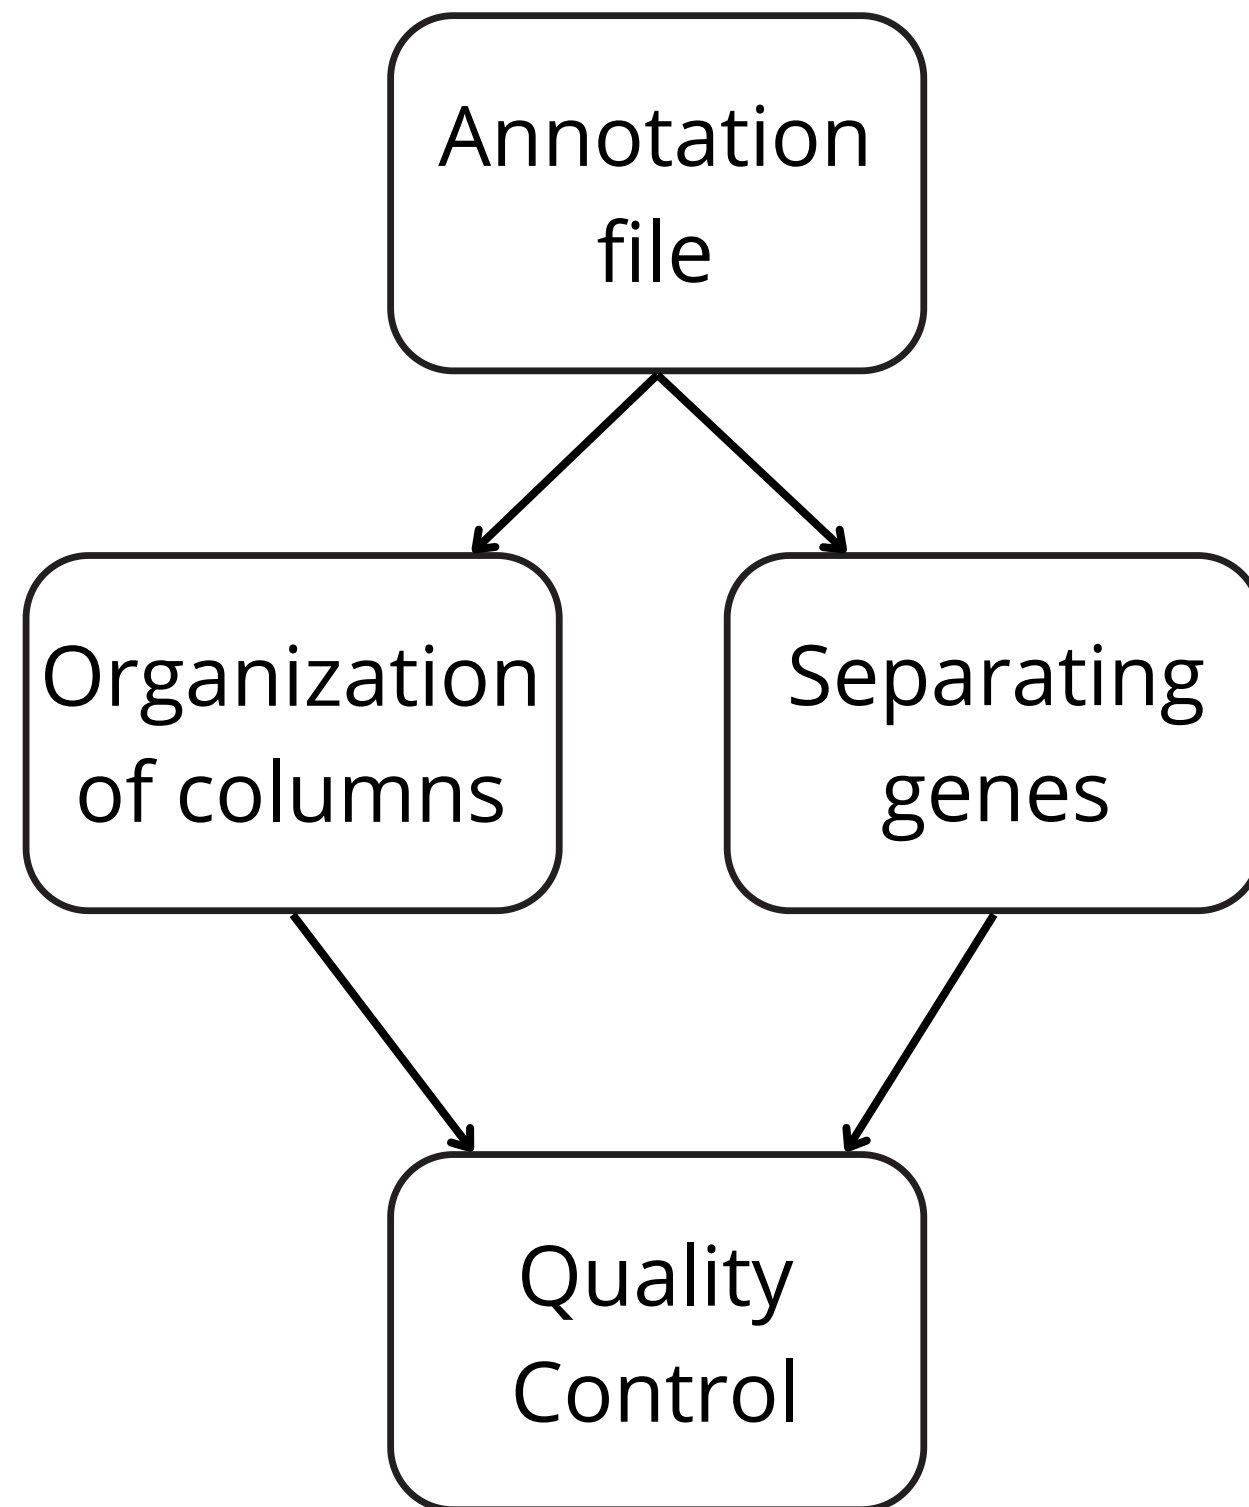 Annotation
file
Organization
of columns
Separating
genes
Quality
Control